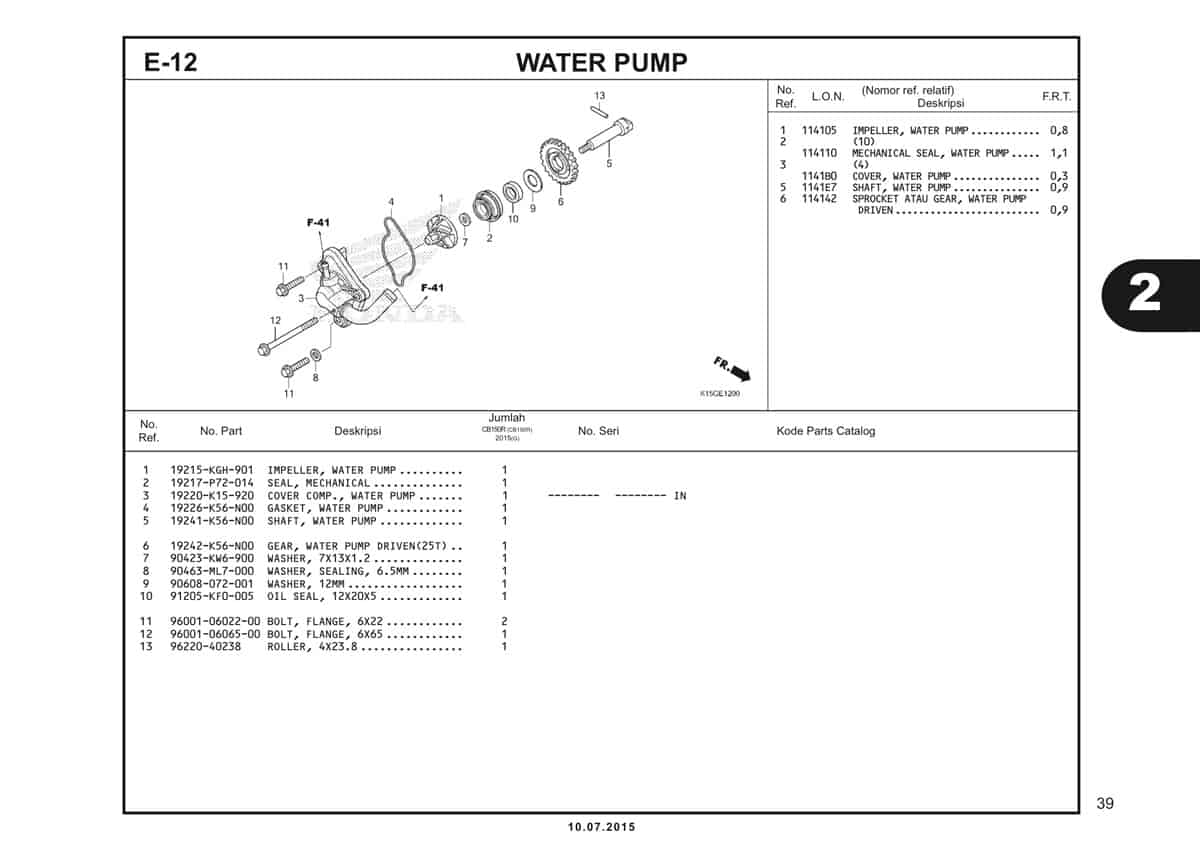 E-12
WATER PUMP
No. Ref. L.O.N. (Nomor ref. relatif) Deskripsi F.R.T.
1 114105 IMPELLER, WATER PUMP............ 0,8
2 (10)
114110 MECHANICAL SEAL, WATER PUMP..... 1,1
3 (4)
1141B0 COVER, WATER PUMP............... 0,3
5 1141E7 SHAFT, WATER PUMP............... 0,9
6 114142 SPROCKET ATAU GEAR, WATER PUMP
DRIVEN......................... 0,9
13
5
6
9
10
2
7
1
4
F-41
11
3
F-41
12
8
11
HONDA
FR.
K15GE1200
2
No. Ref. No. Part Deskripsi Jumlah No. Seri Kode Parts Catalog
CB150R
2015(G)
1 19215-KGH-901 IMPELLER, WATER PUMP.......... 1
2 19217-P72-014 SEAL, MECHANICAL.............. 1
3 19220-K15-920 COVER COMP., WATER PUMP....... 1 -------- -------- IN
4 19226-K56-N00 GASKET, WATER PUMP............ 1
5 19241-K56-N00 SHAFT, WATER PUMP............. 1
6 19242-K56-N00 GEAR, WATER PUMP DRIVEN(25T).. 1
7 90423-KW6-900 WASHER, 7X13X1.2.............. 1
8 90463-ML7-000 WASHER, SEALING, 6.5MM........ 1
9 90608-072-001 WASHER, 12MM.................. 1
10 91205-KF0-005 OIL SEAL, 12X20X5............. 1
11 96001-06022-00 BOLT, FLANGE, 6X22............ 2
12 96001-06065-00 BOLT, FLANGE, 6X65............ 1
13 96220-40238 ROLLER, 4X23.8................ 1
39
10.07.2015